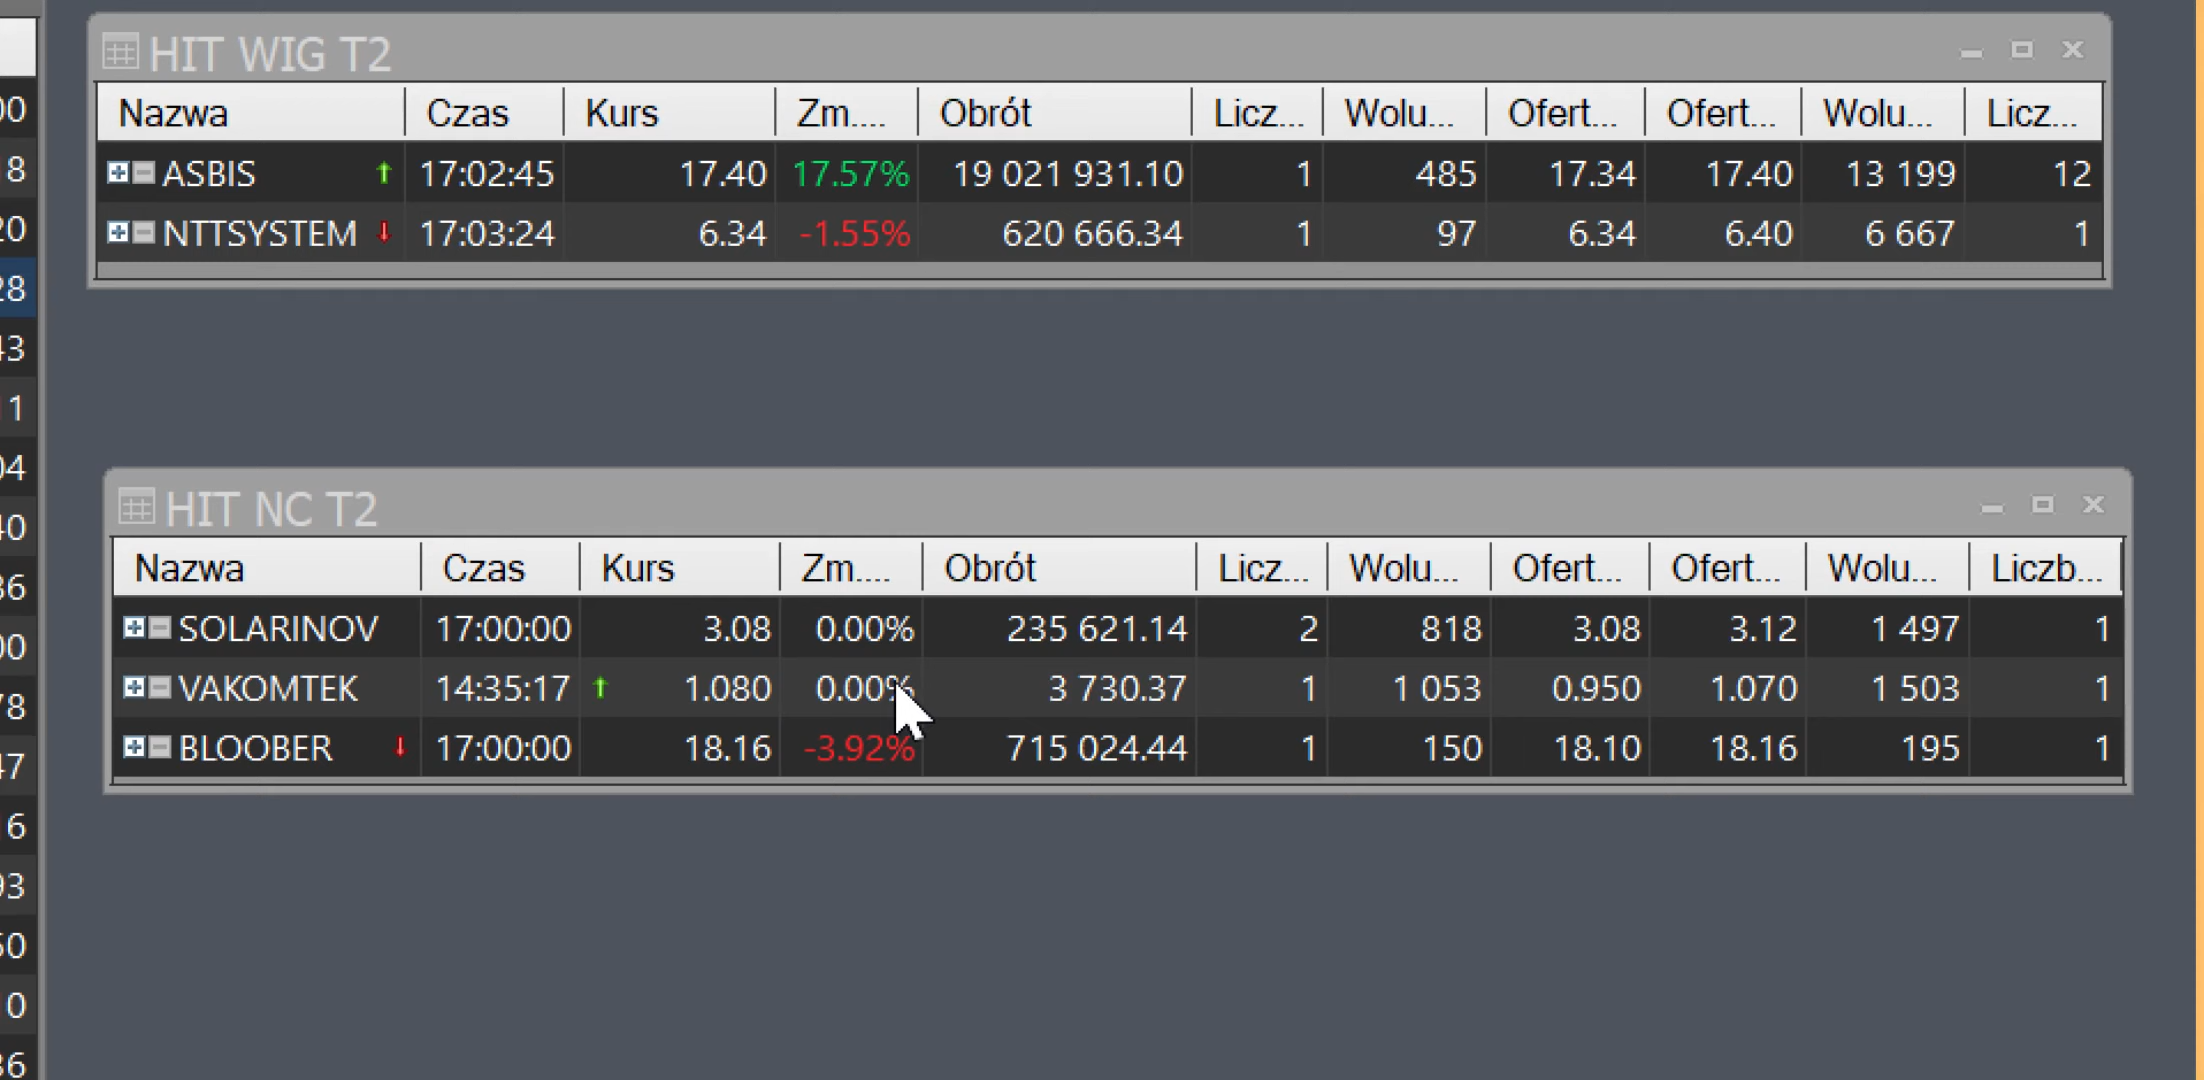 HIT WIG T2
Nazwa Czas Kurs Zm.... Obrót Licz... Wolu... Ofert... Ofert... Wolu... Licz...
ASBIS 17:02:45 17.40 17.57% 19 021 931.10 1 485 17.34 17.40 13 199 12
NTTSYSTEM 17:03:24 6.34 -1.55% 620 666.34 1 97 6.34 6.40 6 667 1
HIT NC T2
Nazwa Czas Kurs Zm.... Obrót Licz... Wolu... Ofert... Ofert... Wolu... Liczb...
SOLARINOV 17:00:00 3.08 0.00% 235 621.14 2 818 3.08 3.12 1 497 1
VAKOMTEK 14:35:17 1.080 0.00% 3 730.37 1 1 053 0.950 1.070 1 503 1
BLOOBER 17:00:00 18.16 -3.92% 715 024.44 1 150 18.10 18.16 195 1